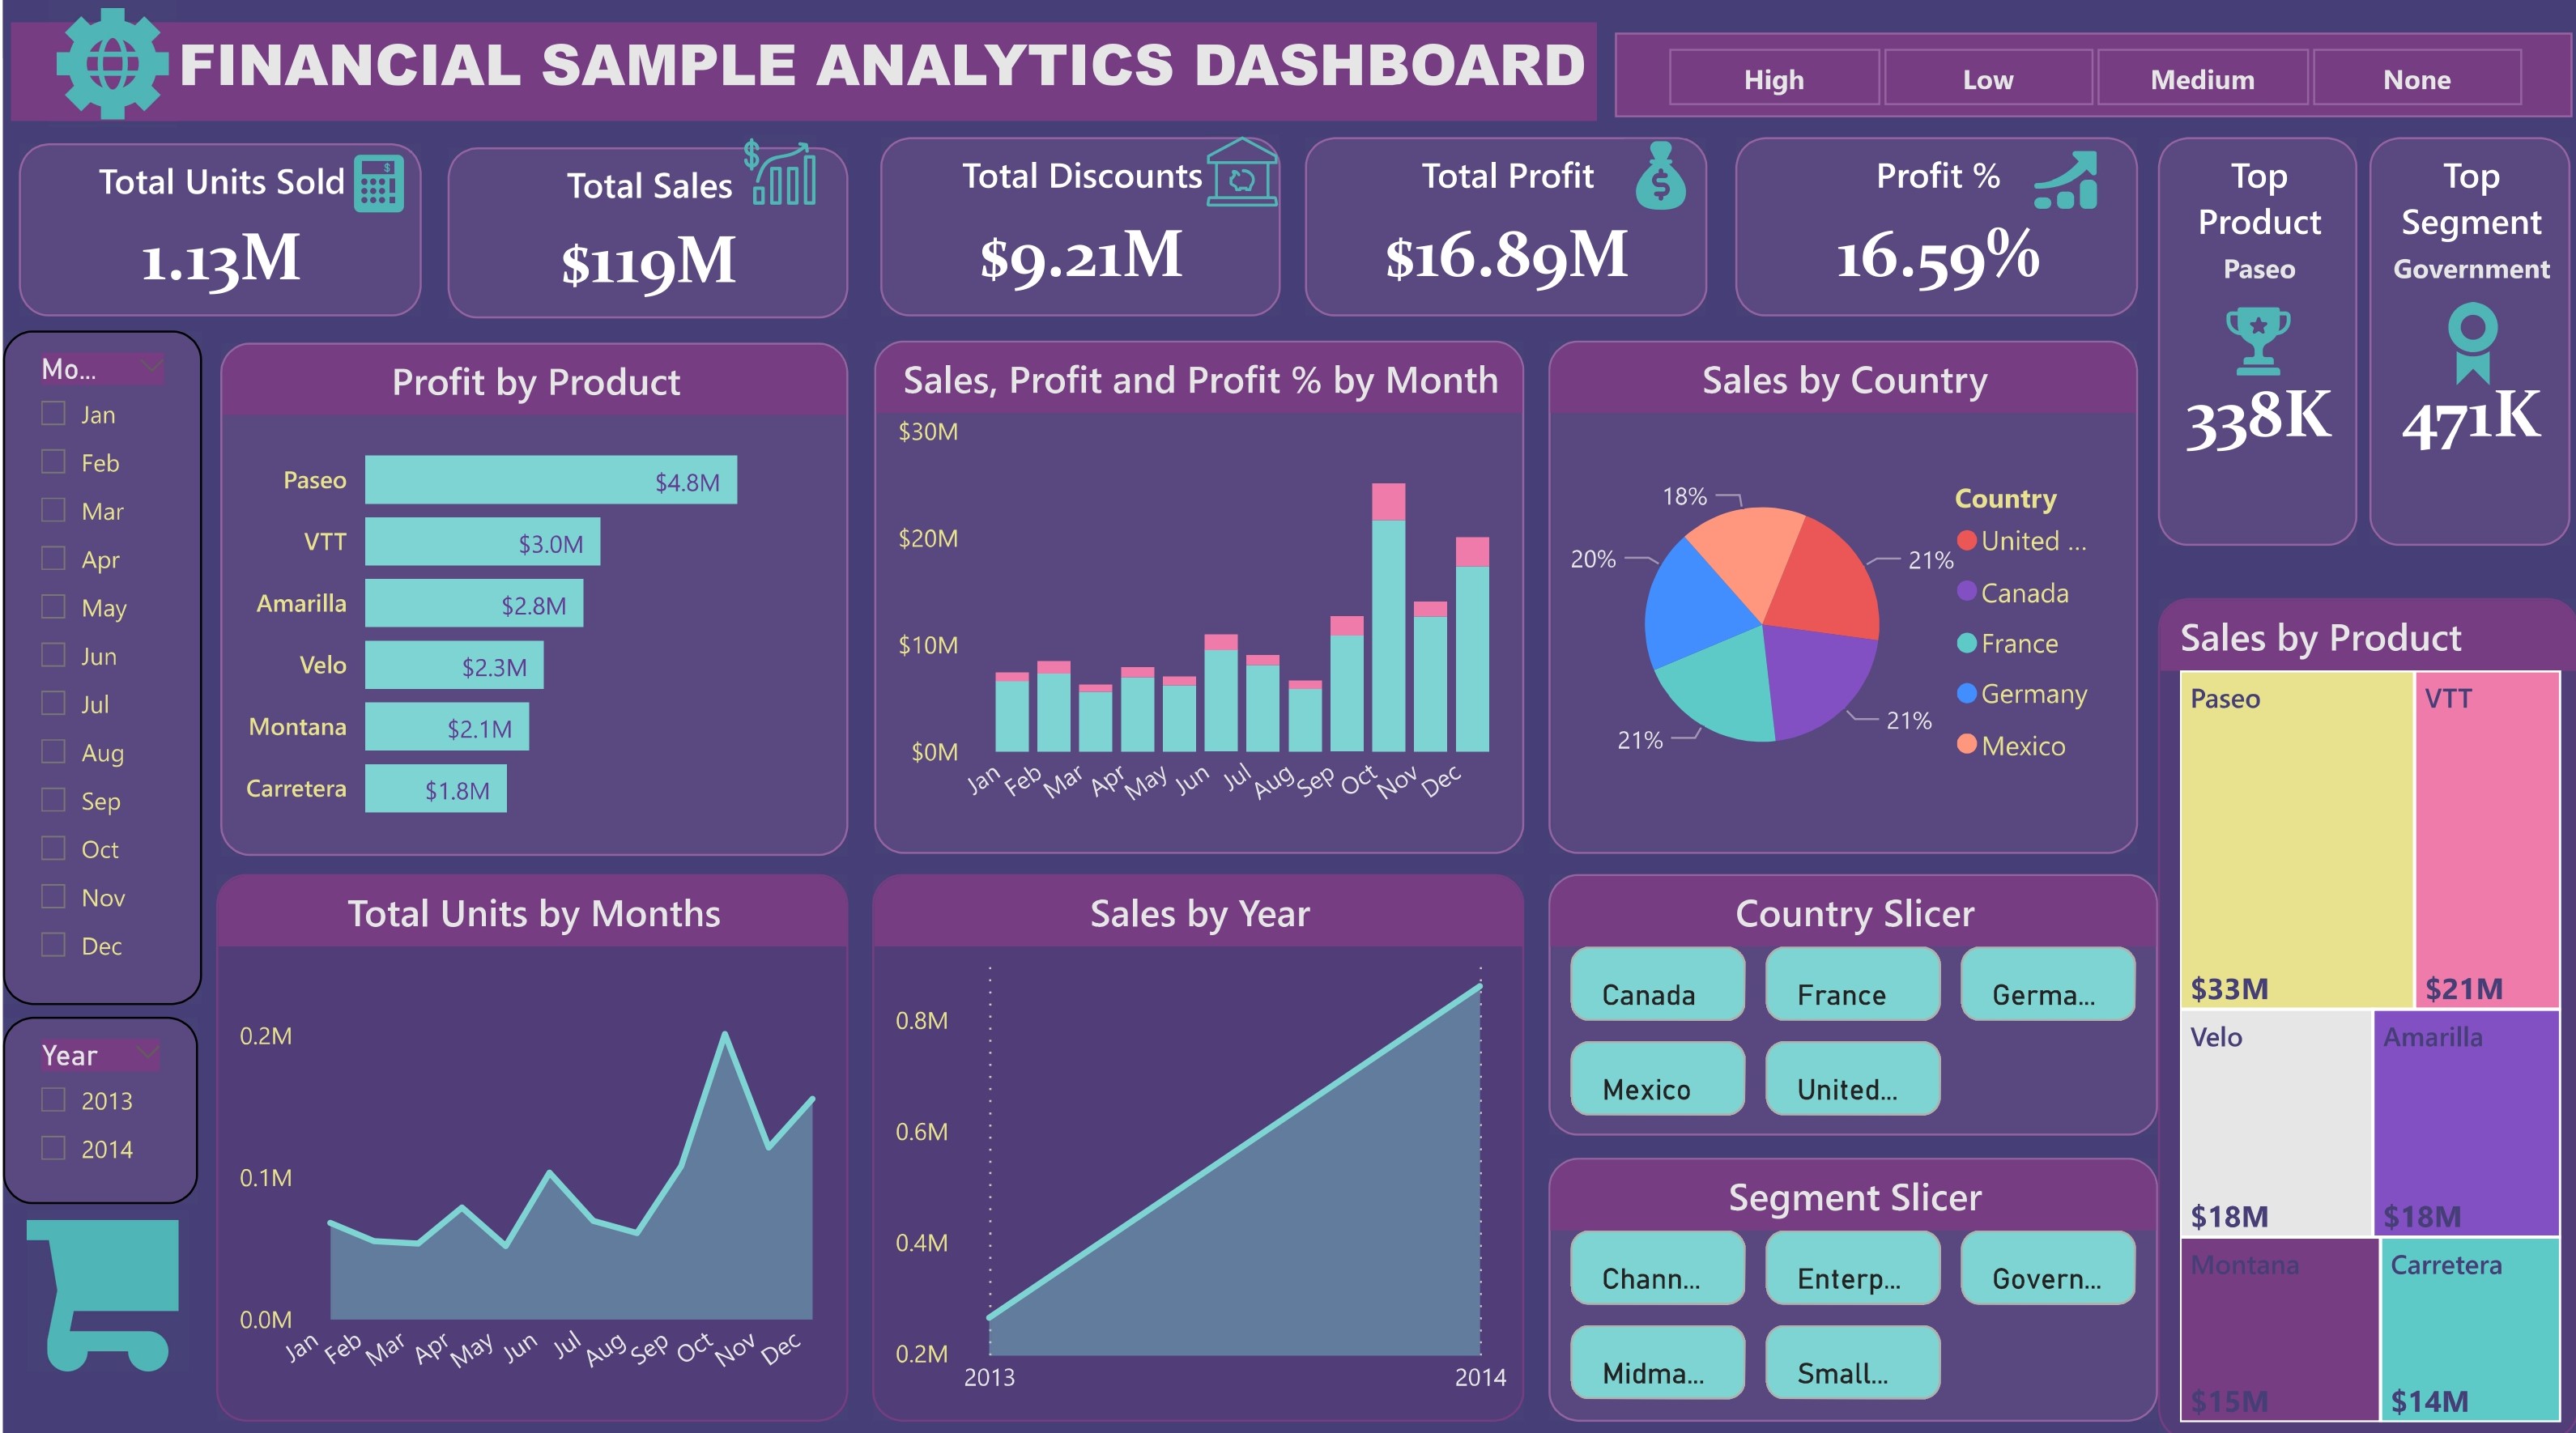 FINANCIAL SAMPLE ANALYTICS DASHBOARD
High
Low
Medium
None
Total Units Sold
1.13M
Total Sales
$119M
Total Discounts
$9.21M
Total Profit
$16.89M
Profit %
16.59%
Top
Product
Paseo
338K
Top
Segment
Government
471K
Mo...
Jan
Feb
Mar
Apr
May
Jun
Jul
Aug
Sep
Oct
Nov
Dec
Year
2013
2014
Profit by Product
Paseo $4.8M
VTT $3.0M
Amarilla $2.8M
Velo $2.3M
Montana $2.1M
Carretera $1.8M
Sales, Profit and Profit % by Month
$30M
$20M
$10M
$0M
Jan Feb Mar Apr May Jun Jul Aug Sep Oct Nov Dec
Sales by Country
18%
20%
21%
21%
21%
Country
United ...
Canada
France
Germany
Mexico
Total Units by Months
0.2M
0.1M
0.0M
Jan Feb Mar Apr May Jun Jul Aug Sep Oct Nov Dec
Sales by Year
0.8M
0.6M
0.4M
0.2M
2013 2014
Country Slicer
Canada France Germa...
Mexico United...
Segment Slicer
Chann... Enterp... Govern...
Midma... Small...
Sales by Product
Paseo VTT
$33M $21M
Velo Amarilla
$18M $18M
Montana Carretera
$15M $14M